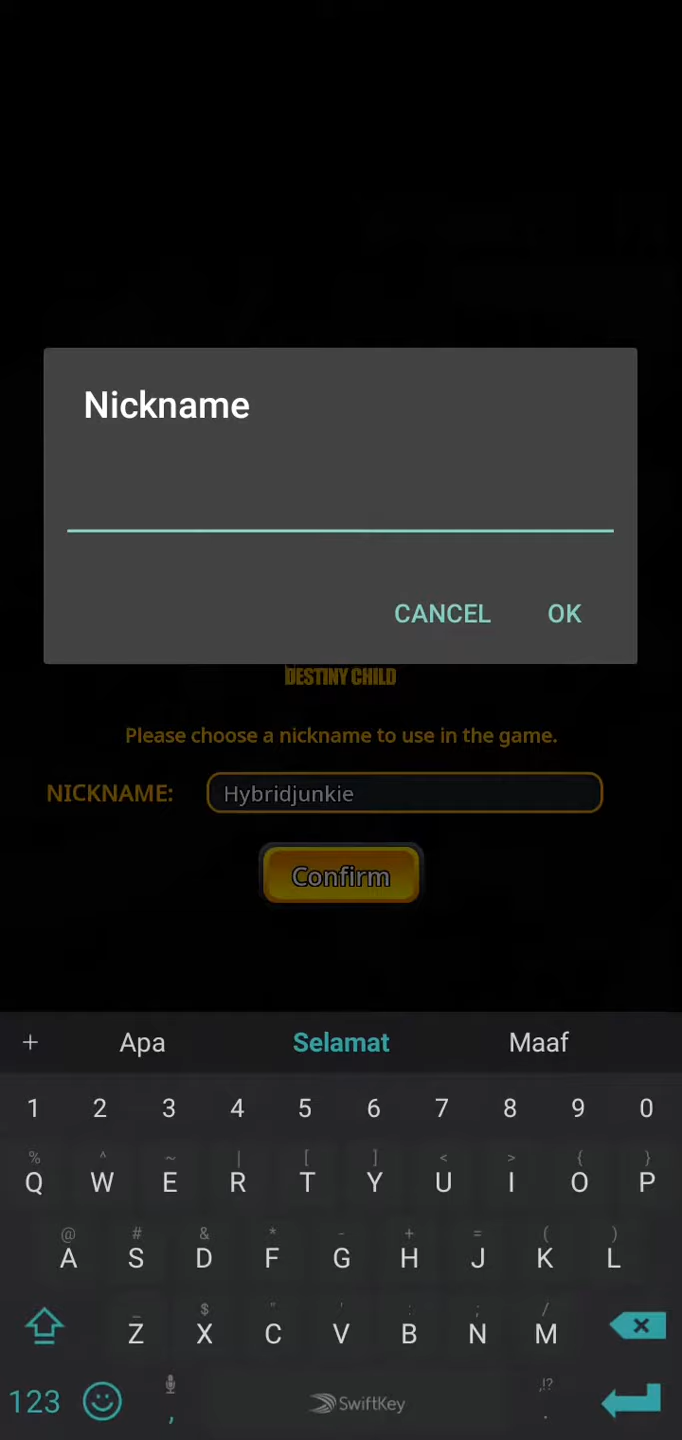 Nickname
CANCEL OK
DESTINY CHILD
Please choose a nickname to use in the game.
NICKNAME: Hybridjunkie
Confirm
+ Apa Selamat Maaf
1 2 3 4 5 6 7 8 9 0
% ^ ~ | [ ] < > { }
Q W E R T Y U I O P
@ # & * - + = ( )
A S D F G H J K L
_ $ " ' : ; /
Z X C V B N M
,!?
123 , SwiftKey .